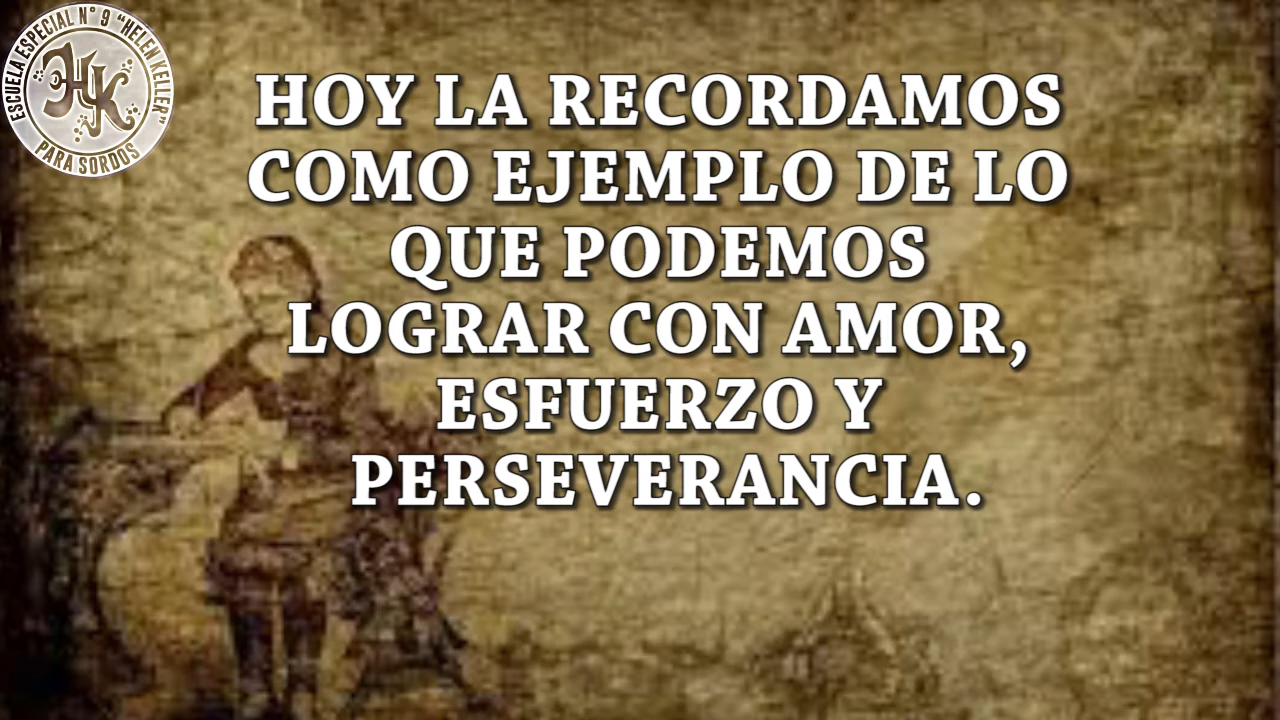 ESCUELA ESPECIAL N° 9 "HELEN KELLER"
HK
PARA SORDOS
HOY LA RECORDAMOS
COMO EJEMPLO DE LO
QUE PODEMOS
LOGRAR CON AMOR,
ESFUERZO Y
PERSEVERANCIA.